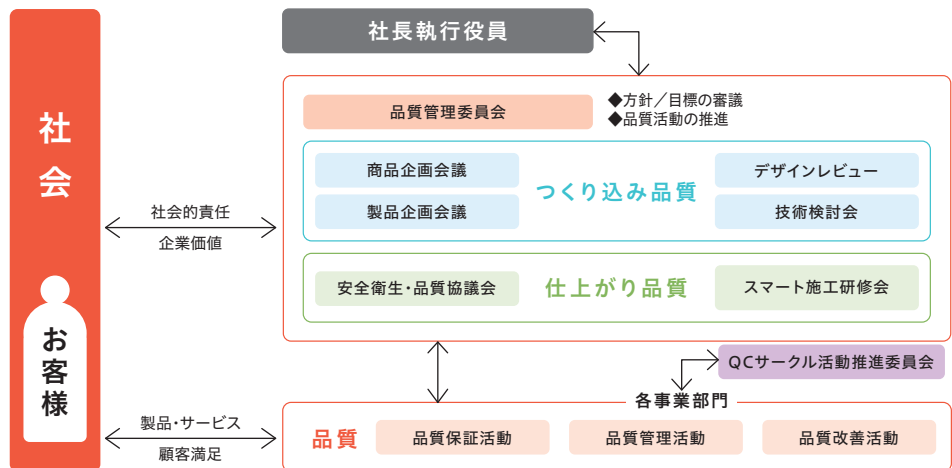 社会
お客様
社長執行役員
品質管理委員会
◆方針／目標の審議
◆品質活動の推進
商品企画会議
製品企画会議
つくり込み品質
デザインレビュー
技術検討会
社会的責任
企業価値
安全衛生・品質協議会
仕上がり品質
スマート施工研修会
QCサークル活動推進委員会
各事業部門
製品・サービス
顧客満足
品質
品質保証活動
品質管理活動
品質改善活動